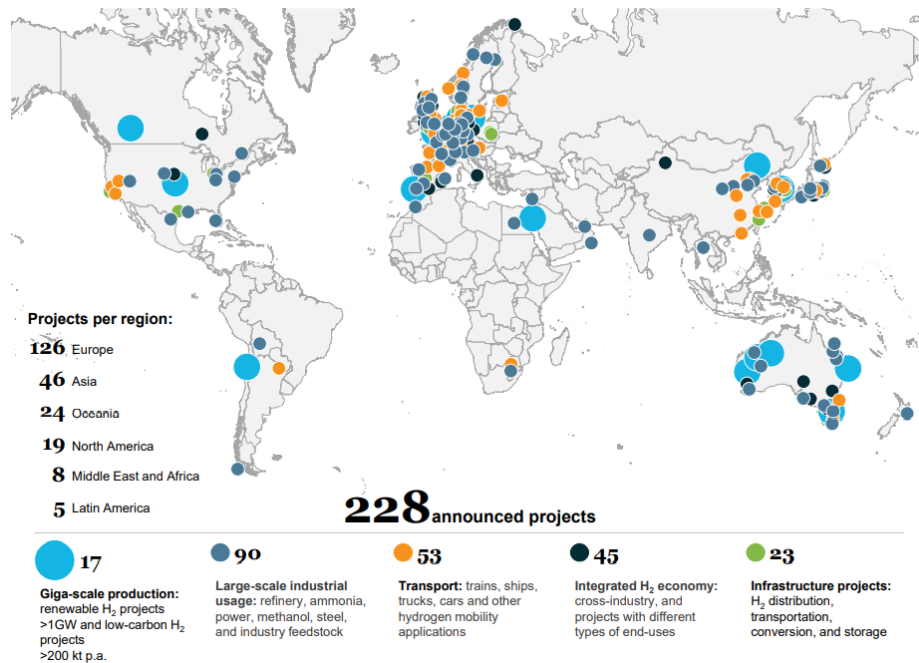 Projects per region:
126 Europe
46 Asia
24 Oceania
19 North America
8 Middle East and Africa
5 Latin America
228 announced projects
17
Giga-scale production:
renewable H₂ projects
>1GW and low-carbon H₂
projects
>200 kt p.a.
90
Large-scale industrial
usage: refinery, ammonia,
power, methanol, steel,
and industry feedstock
53
Transport: trains, ships,
trucks, cars and other
hydrogen mobility
applications
45
Integrated H₂ economy:
cross-industry, and
projects with different
types of end-uses
23
Infrastructure projects:
H₂ distribution,
transportation,
conversion, and storage